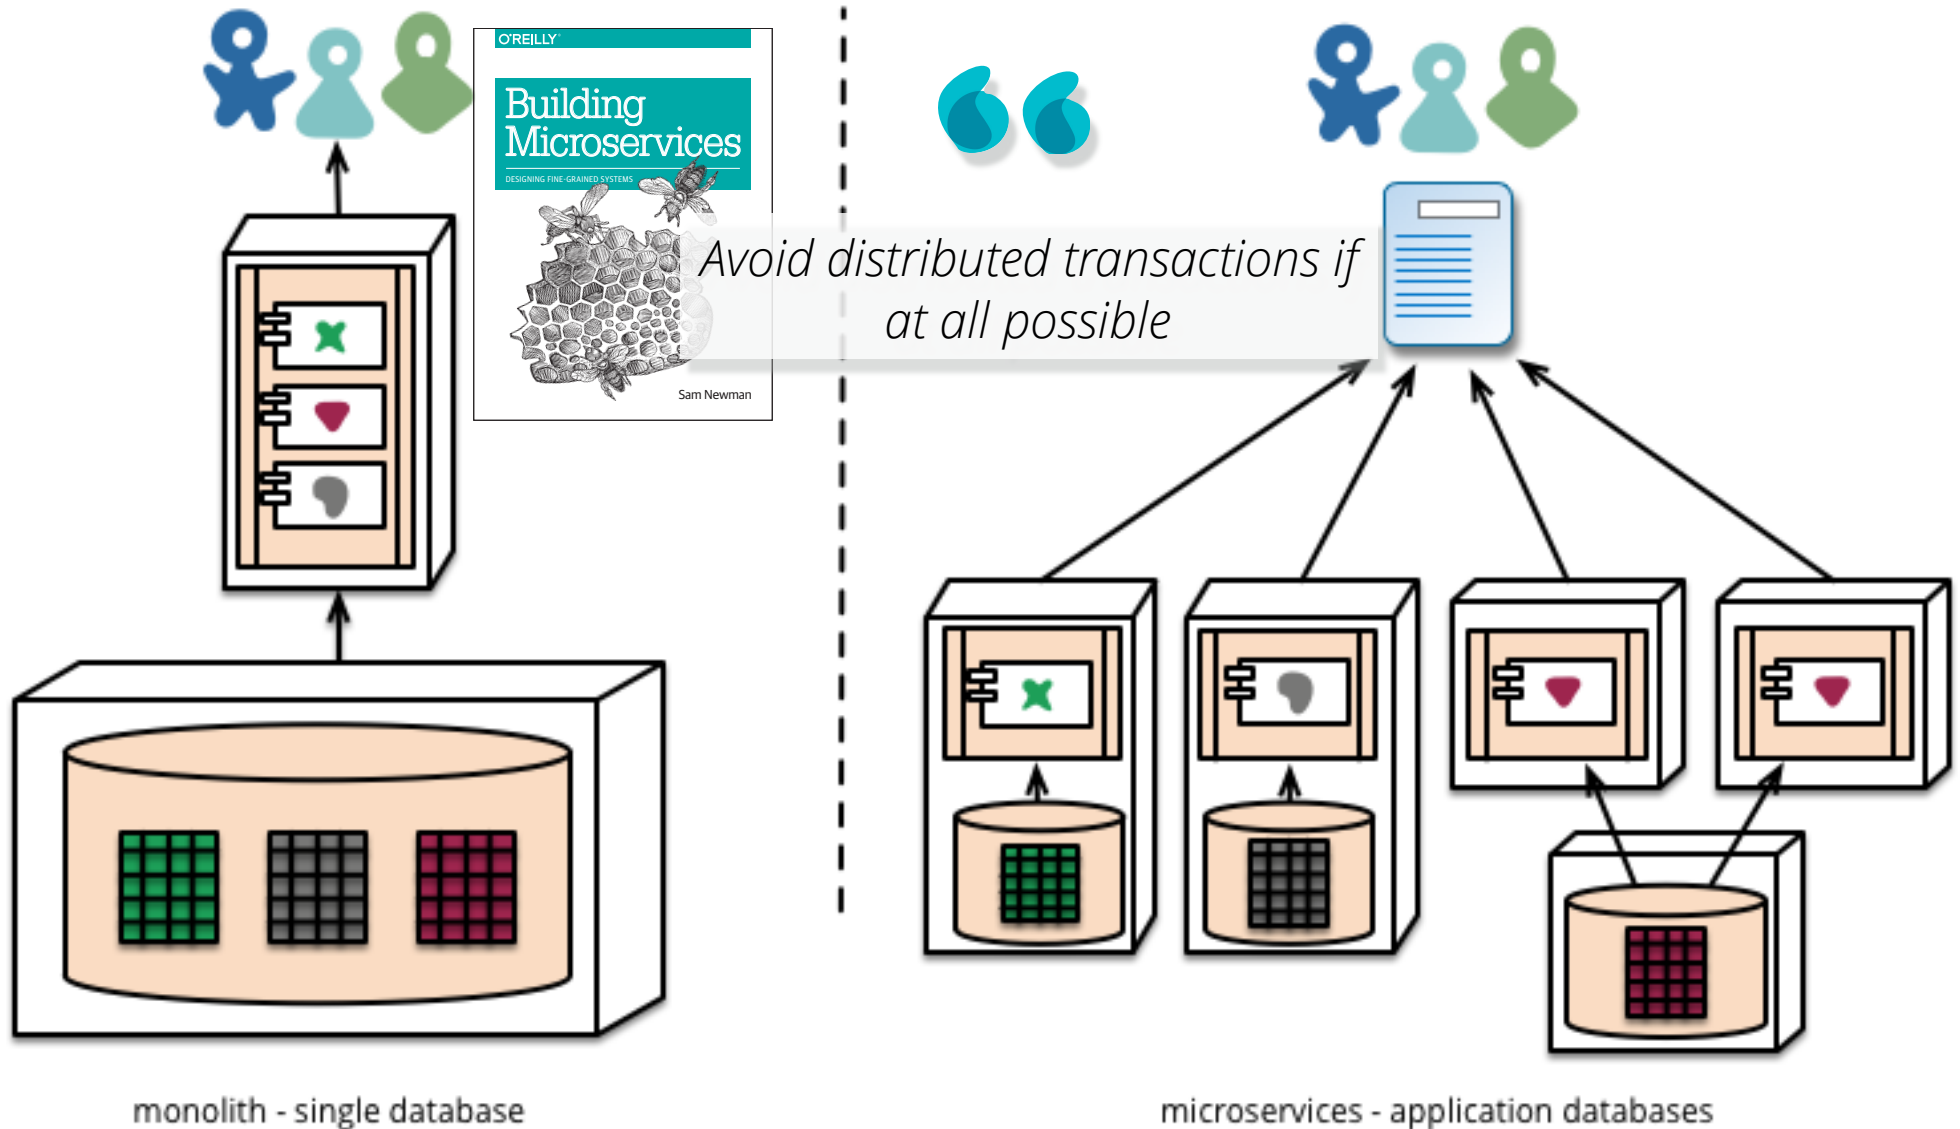 O'REILLY®
Building
Microservices
DESIGNING FINE-GRAINED SYSTEMS
Sam Newman
Avoid distributed transactions if
at all possible
monolith - single database
microservices - application databases